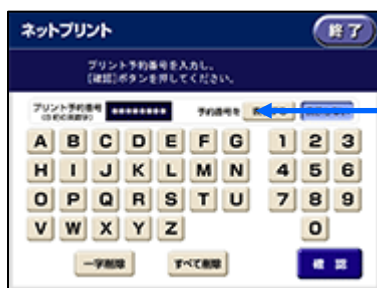 ネットプリント
終了
プリント予約番号を入力し、
[確認]ボタンを押してください。
プリント予約番号 ******** 予約番号を
A B C D E F G 1 2 3
H I J K L M N 4 5 6
O P Q R S T U 7 8 9
V W X Y Z 0
一字削除 すべて削除 確認